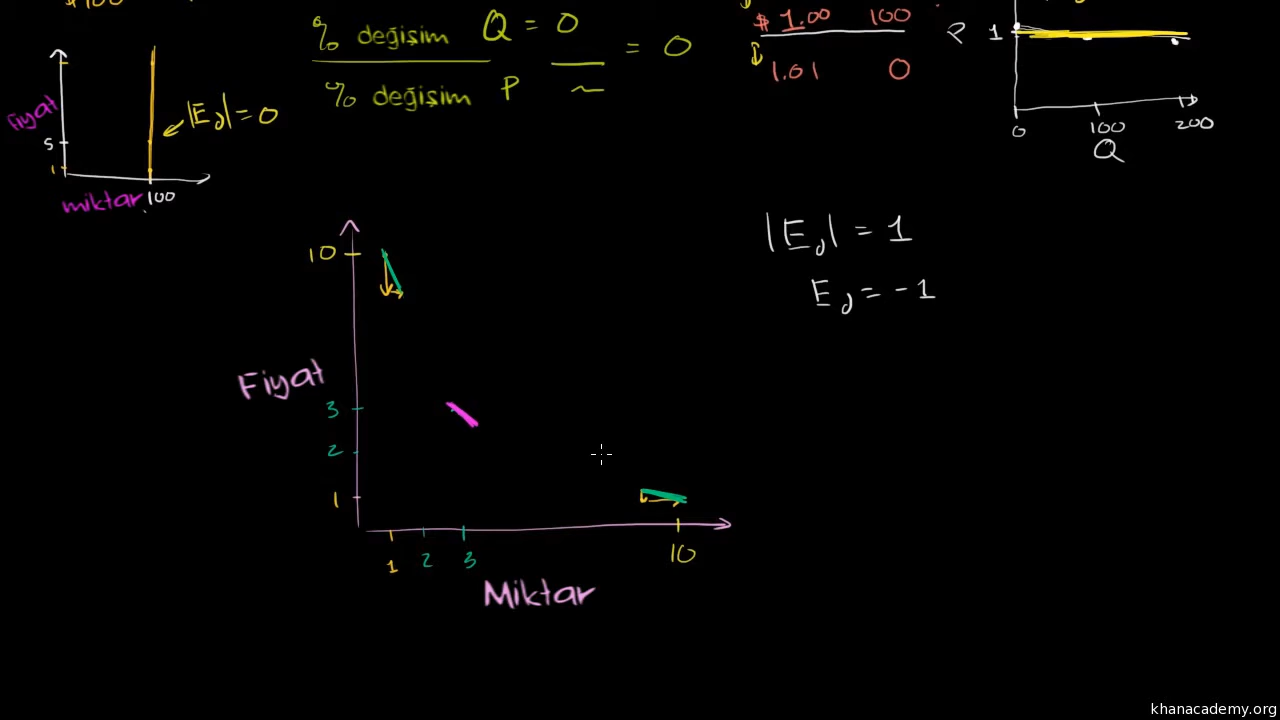 $100
% değişim Q = 0
% değişim P ~
= 0
$ 1.00 100
1.01 0
P 1
0 100 200
Q
Fiyat
|Ed| = 0
5
1
miktar 100
10
Fiyat
3
2
1
1 2 3 10
Miktar
|Ed| = 1
Ed = -1
khanacademy.org